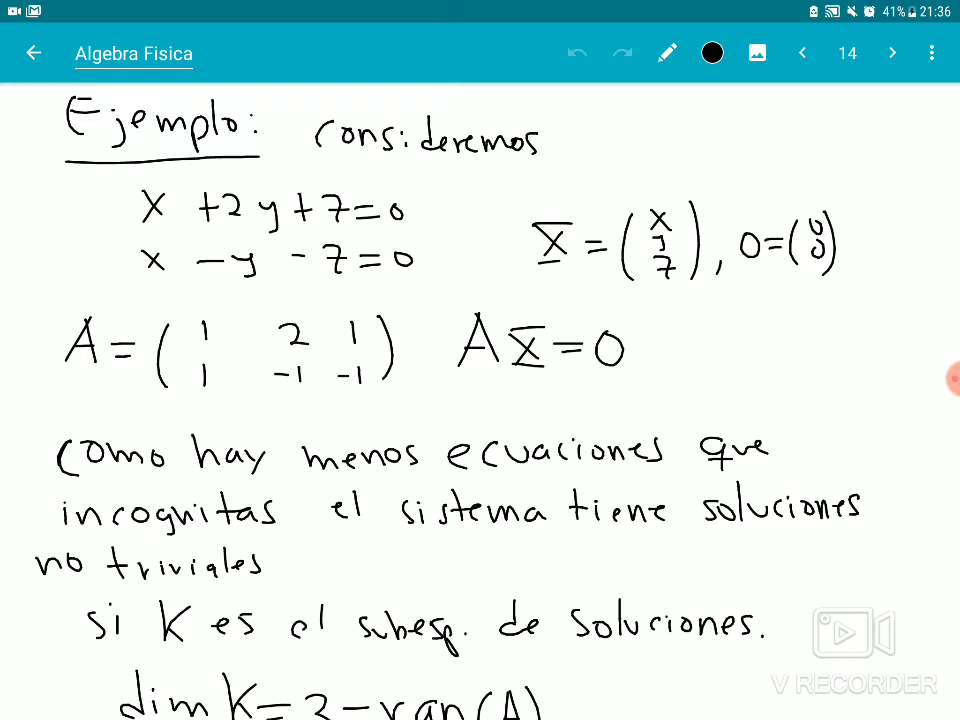 41% 21:36
Algebra Fisica
14
Ejemplo: consideremos
x + 2y + z = 0
x - y - z = 0
X = (x y z), 0 = (0 0)
A = (1 2 1
1 -1 -1) AX = 0
como hay menos ecuaciones que
incognitas el sistema tiene soluciones
no triviales
si K es el subesp. de soluciones.
dim K = 3 - ran(A)
V RECORDER